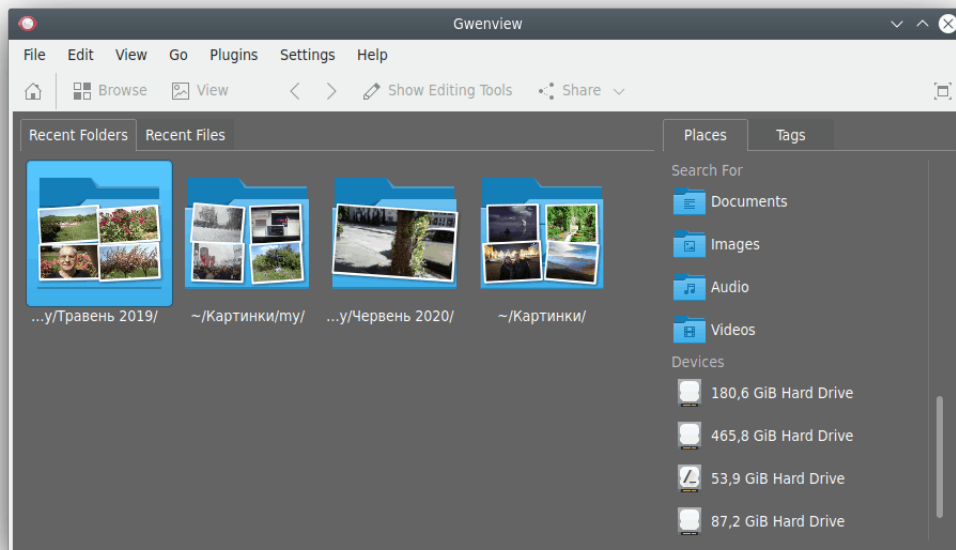 Gwenview
File Edit View Go Plugins Settings Help
Browse View Show Editing Tools Share
Recent Folders Recent Files
Places Tags
Search For
Documents
Images
Audio
Videos
…y/Травень 2019/ ~/Картинки/my/ …y/Червень 2020/ ~/Картинки/
Devices
180,6 GiB Hard Drive
465,8 GiB Hard Drive
53,9 GiB Hard Drive
87,2 GiB Hard Drive